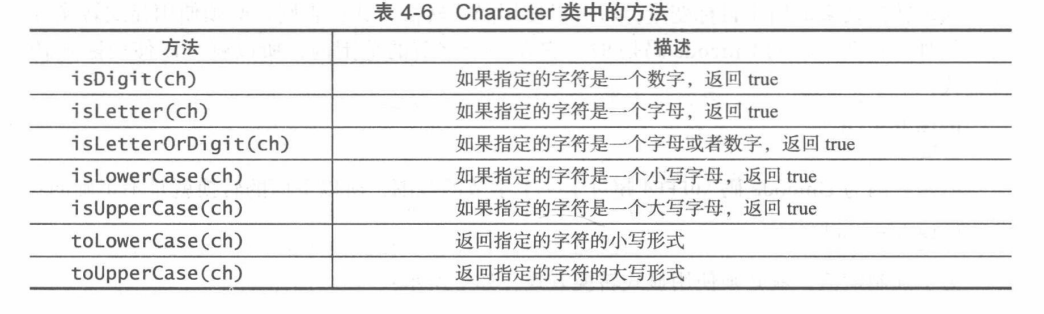 表 4-6 Character 类中的方法
方法 描述
isDigit(ch) 如果指定的字符是一个数字，返回 true
isLetter(ch) 如果指定的字符是一个字母，返回 true
isLetterOrDigit(ch) 如果指定的字符是一个字母或者数字，返回 true
isLowerCase(ch) 如果指定的字符是一个小写字母，返回 true
isUpperCase(ch) 如果指定的字符是一个大写字母，返回 true
toLowerCase(ch) 返回指定的字符的小写形式
toUpperCase(ch) 返回指定的字符的大写形式